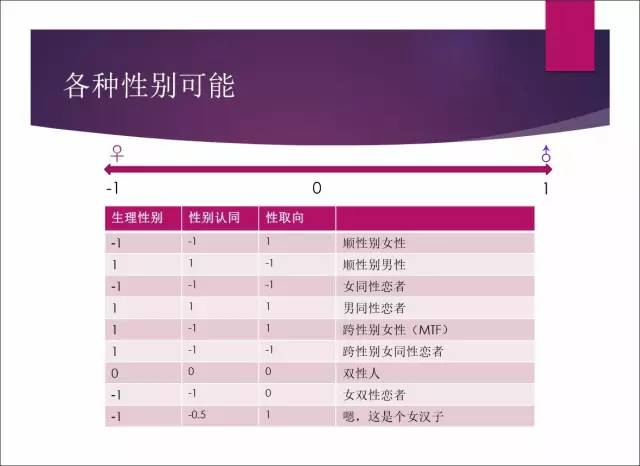 各种性别可能
♀ ♂
-1 0 1
生理性别 性别认同 性取向
-1 -1 1 顺性别女性
1 1 -1 顺性别男性
-1 -1 -1 女同性恋者
1 1 1 男同性恋者
1 -1 1 跨性别女性（MTF）
1 -1 -1 跨性别女同性恋者
0 0 0 双性人
-1 -1 0 女双性恋者
-1 -0.5 1 嗯，这是个女汉子